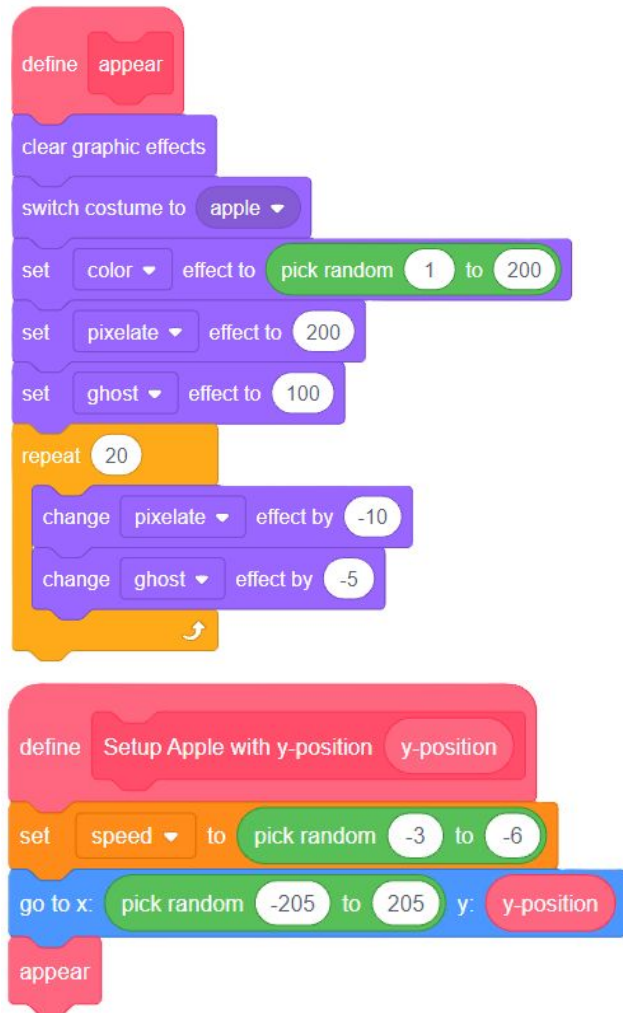 define appear
clear graphic effects
switch costume to apple
set color effect to pick random 1 to 200
set pixelate effect to 200
set ghost effect to 100
repeat 20
change pixelate effect by -10
change ghost effect by -5
define Setup Apple with y-position y-position
set speed to pick random -3 to -6
go to x: pick random -205 to 205 y: y-position
appear